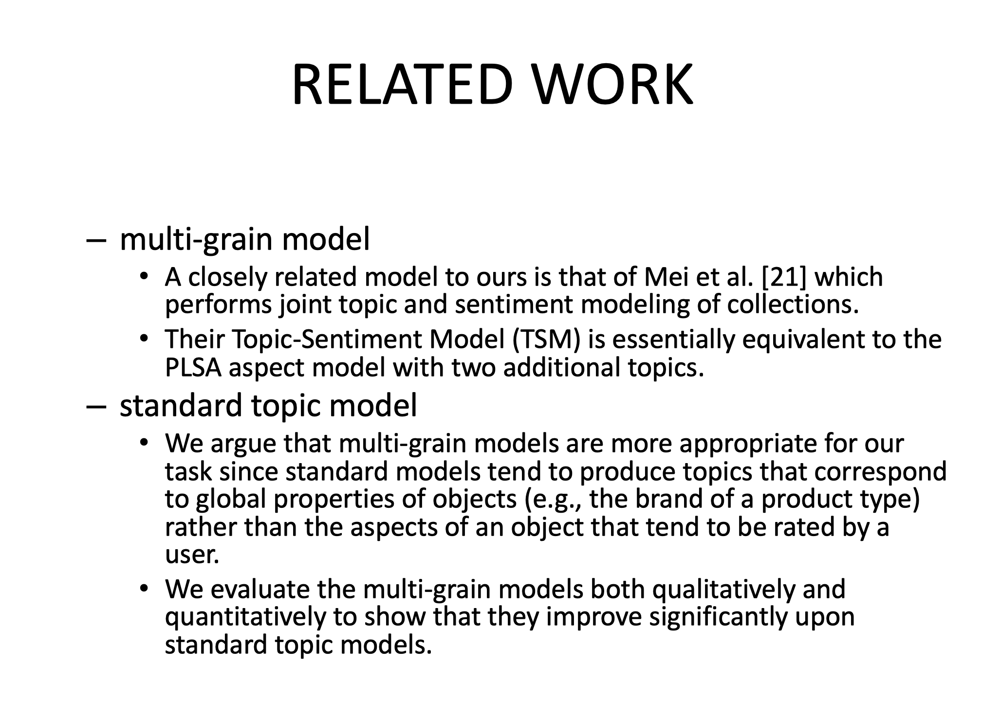 RELATED WORK
– multi-grain model
• A closely related model to ours is that of Mei et al. [21] which
performs joint topic and sentiment modeling of collections.
• Their Topic-Sentiment Model (TSM) is essentially equivalent to the
PLSA aspect model with two additional topics.
– standard topic model
• We argue that multi-grain models are more appropriate for our
task since standard models tend to produce topics that correspond
to global properties of objects (e.g., the brand of a product type)
rather than the aspects of an object that tend to be rated by a
user.
• We evaluate the multi-grain models both qualitatively and
quantitatively to show that they improve significantly upon
standard topic models.